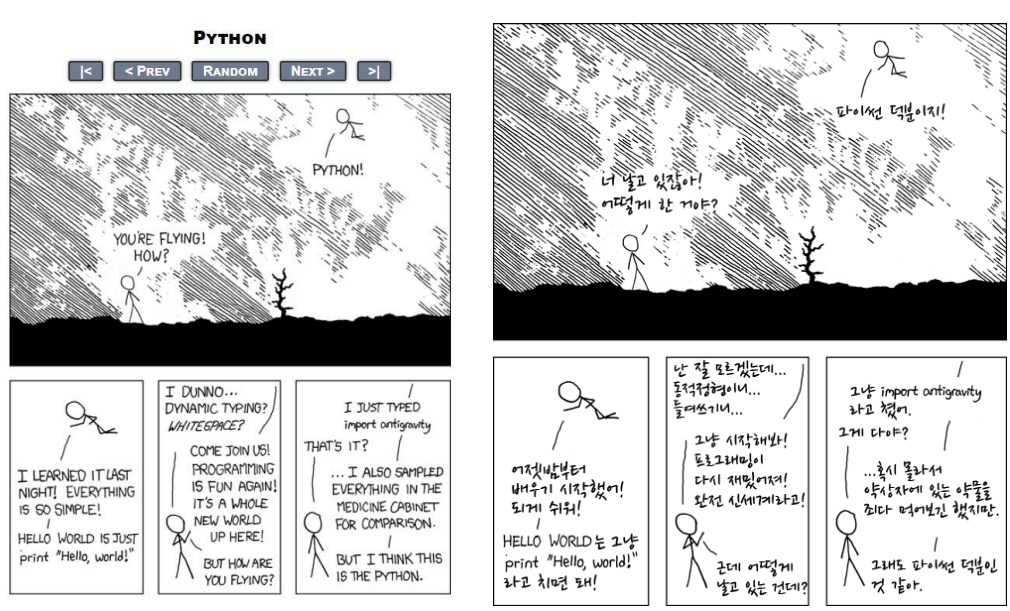 PYTHON
|<
< PREV
RANDOM
NEXT >
>|
PYTHON!
YOU'RE FLYING!
HOW?
I LEARNED IT LAST
NIGHT! EVERYTHING
IS SO SIMPLE!
HELLO WORLD IS JUST
print "Hello, world!"
I DUNNO...
DYNAMIC TYPING?
WHITESPACE?
COME JOIN US!
PROGRAMMING
IS FUN AGAIN!
IT'S A WHOLE
NEW WORLD
UP HERE!
BUT HOW ARE
YOU FLYING?
I JUST TYPED
import antigravity
THAT'S IT?
... I ALSO SAMPLED
EVERYTHING IN THE
MEDICINE CABINET
FOR COMPARISON.
BUT I THINK THIS
IS THE PYTHON.
파이썬 덕분이지!
너 날고 있잖아!
어떻게 한 거야?
어젯밤부터
배우기 시작했어!
되게 쉬워!
HELLO WORLD는 그냥
print "Hello, world!"
라고 치면 돼!
난 잘 모르겠는데...
동적정형이니...
들여쓰기니...
그냥 시작해봐!
프로그래밍이
다시 재밌어져!
완전 신세계라고!
근데 어떻게
날고 있는 건데?
그냥 import antigravity
라고 쳤어.
그게 다야?
...혹시 몰라서
약상자에 있는 약물을
죄다 먹어보긴 했지만.
그래도 파이썬 덕분인
것 같아.